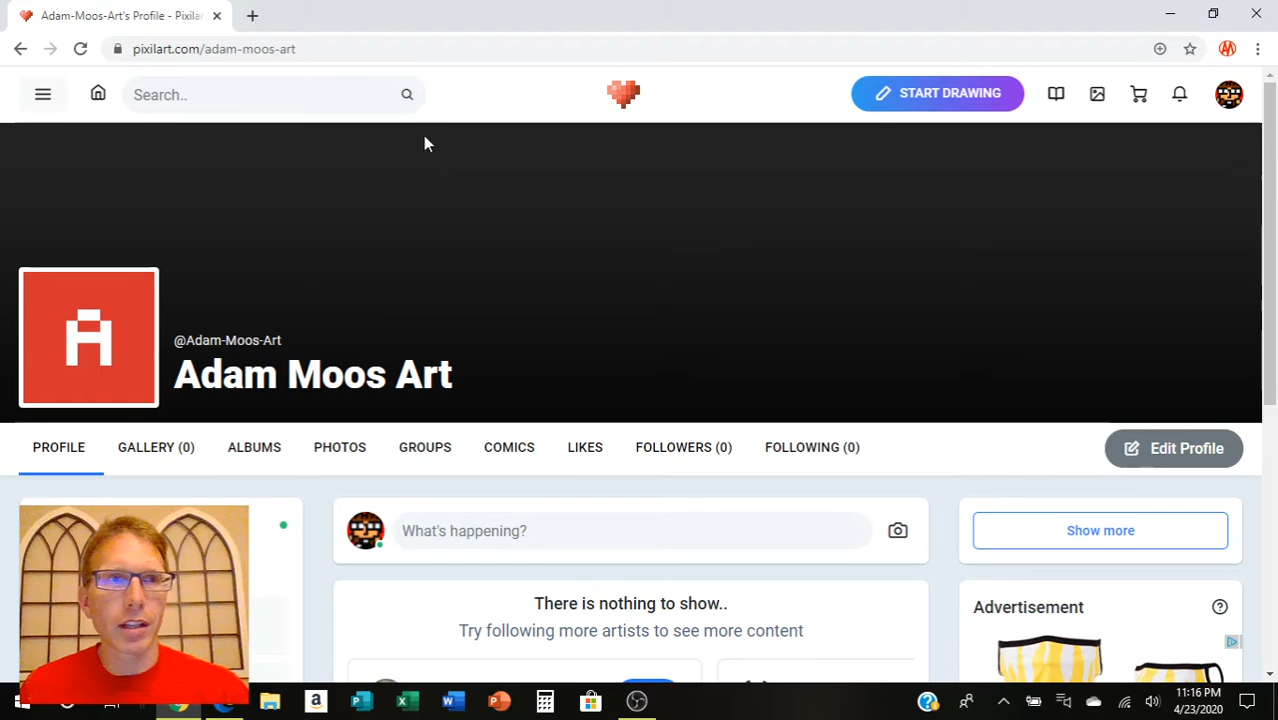 Adam-Moos-Art's Profile - Pixila
pixilart.com/adam-moos-art
AM
Search..
START DRAWING
A
@Adam-Moos-Art
Adam Moos Art
PROFILE
GALLERY (0)
ALBUMS
PHOTOS
GROUPS
COMICS
LIKES
FOLLOWERS (0)
FOLLOWING (0)
Edit Profile
What's happening?
Show more
There is nothing to show..
Try following more artists to see more content
Advertisement
11:16 PM
4/23/2020